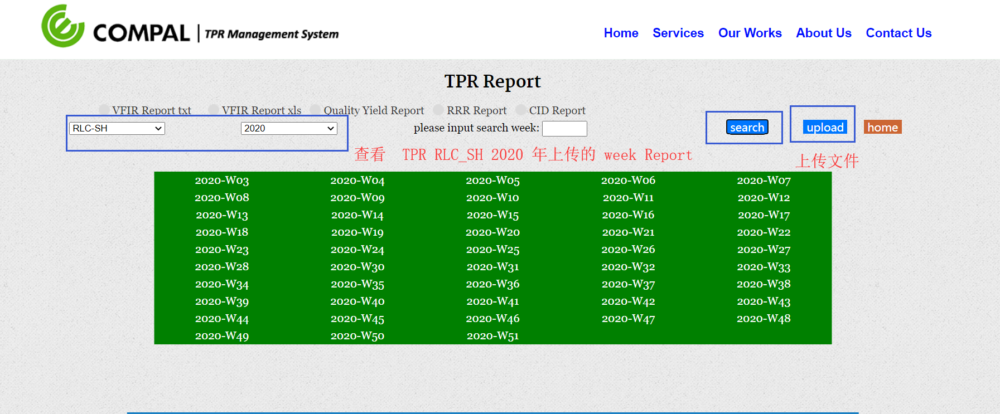 COMPAL | TPR Management System
Home Services Our Works About Us Contact Us
TPR Report
VFIR Report txt VFIR Report xls Quality Yield Report RRR Report CID Report
RLC-SH 2020 please input search week: search upload home
查看 TPR RLC_SH 2020 年上传的 week Report
上传文件
2020-W03 2020-W04 2020-W05 2020-W06 2020-W07
2020-W08 2020-W09 2020-W10 2020-W11 2020-W12
2020-W13 2020-W14 2020-W15 2020-W16 2020-W17
2020-W18 2020-W19 2020-W20 2020-W21 2020-W22
2020-W23 2020-W24 2020-W25 2020-W26 2020-W27
2020-W28 2020-W30 2020-W31 2020-W32 2020-W33
2020-W34 2020-W35 2020-W36 2020-W37 2020-W38
2020-W39 2020-W40 2020-W41 2020-W42 2020-W43
2020-W44 2020-W45 2020-W46 2020-W47 2020-W48
2020-W49 2020-W50 2020-W51